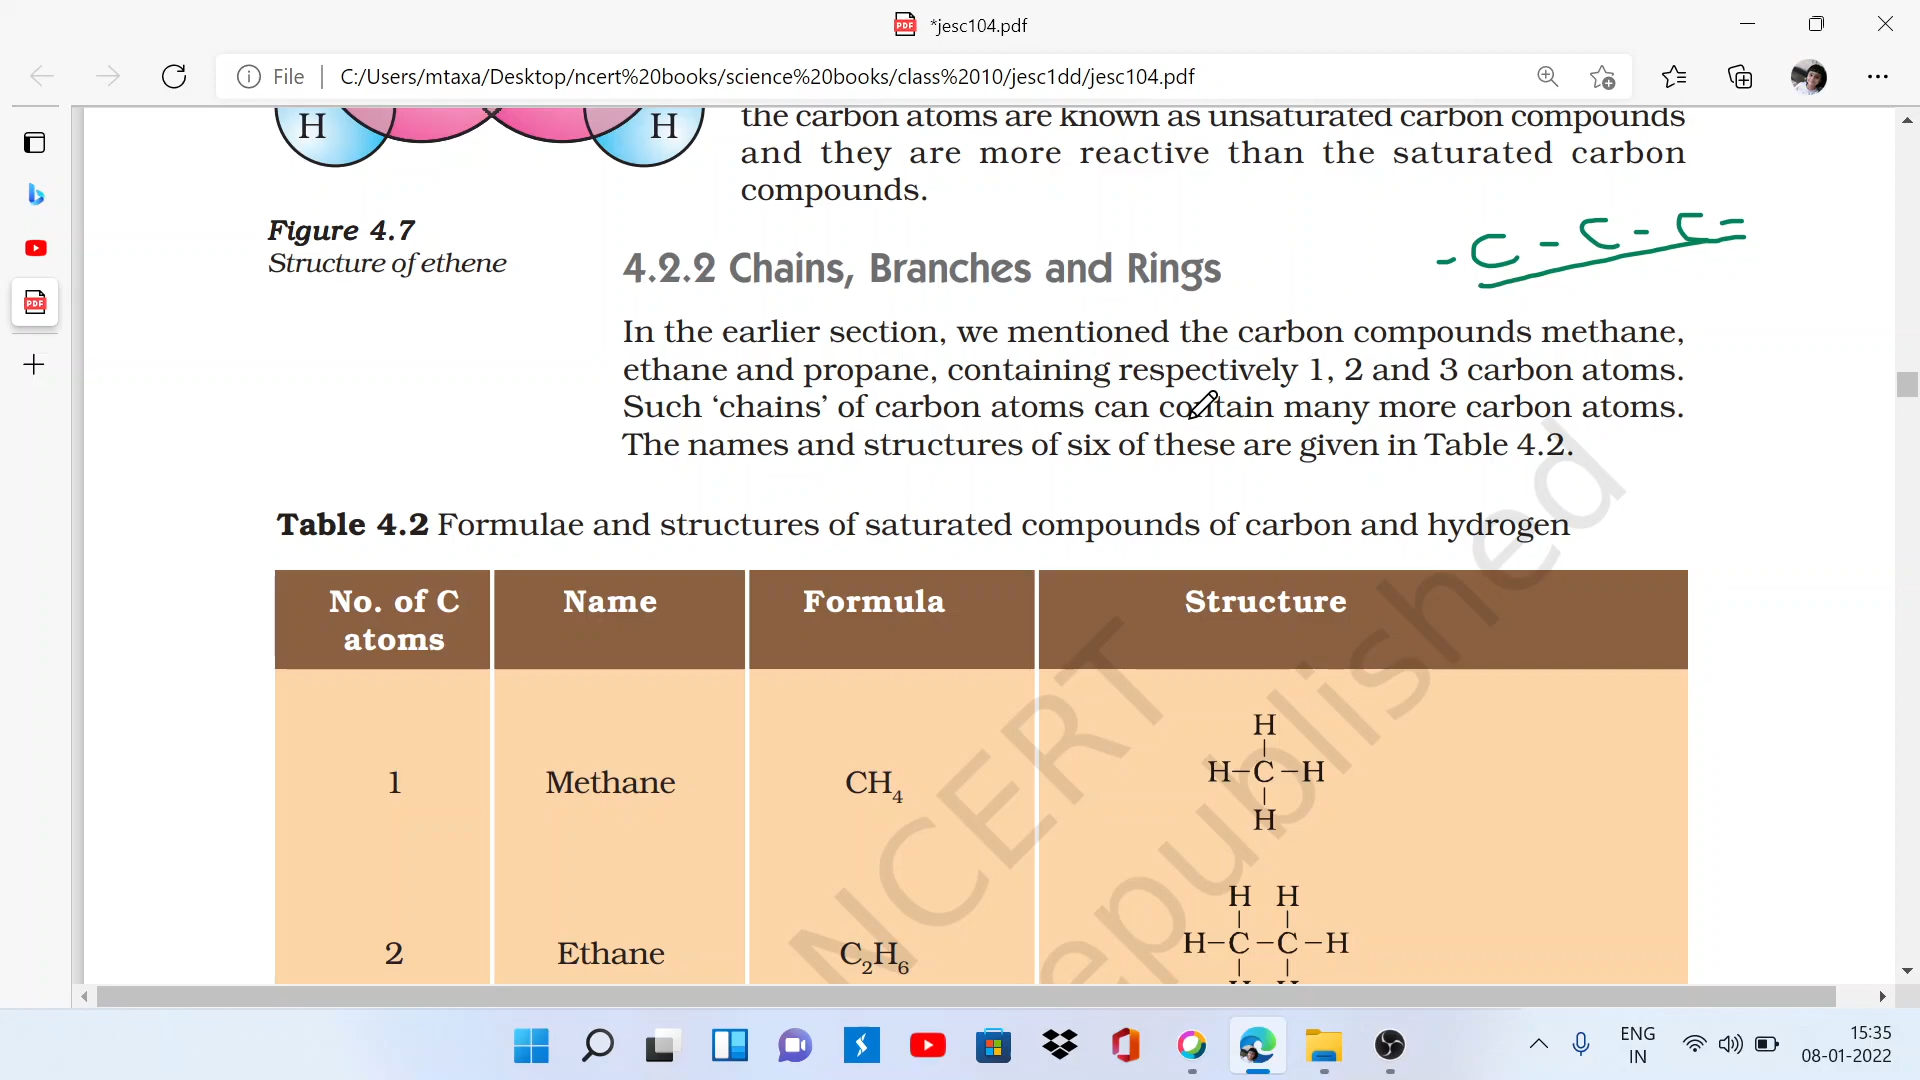 *jesc104.pdf
File
C:/Users/mtaxa/Desktop/ncert%20books/science%20books/class%2010/jesc1dd/jesc104.pdf
H
H
the carbon atoms are known as unsaturated carbon compounds
and they are more reactive than the saturated carbon
compounds.
Figure 4.7
Structure of ethene
- C - C - C =
4.2.2 Chains, Branches and Rings
In the earlier section, we mentioned the carbon compounds methane,
ethane and propane, containing respectively 1, 2 and 3 carbon atoms.
Such ‘chains’ of carbon atoms can contain many more carbon atoms.
The names and structures of six of these are given in Table 4.2.
Table 4.2 Formulae and structures of saturated compounds of carbon and hydrogen
No. of C
atoms
Name
Formula
Structure
1
Methane
CH₄
H
H–C–H
H
2
Ethane
C₂H₆
H H
H–C–C–H
H H
NCERT
republished
ENG
IN
15:35
08-01-2022